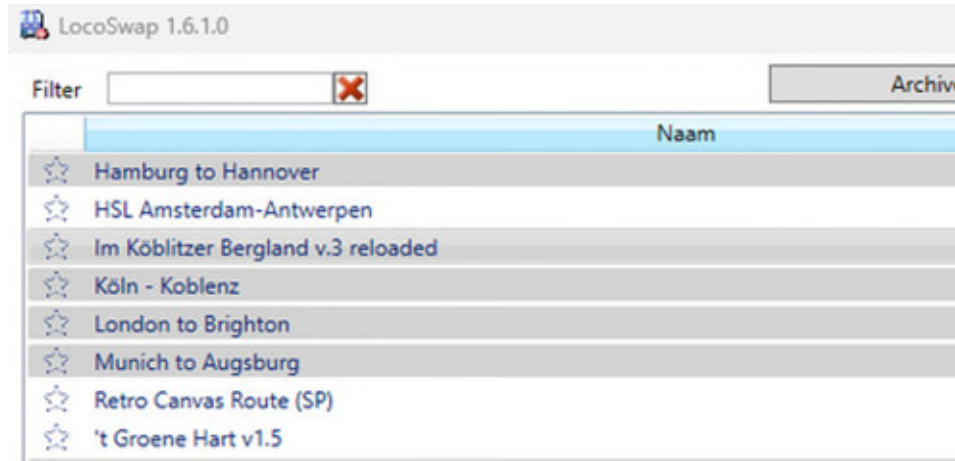 LocoSwap 1.6.1.0
Filter
Archive
Naam
Hamburg to Hannover
HSL Amsterdam-Antwerpen
Im Köblitzer Bergland v.3 reloaded
Köln - Koblenz
London to Brighton
Munich to Augsburg
Retro Canvas Route (SP)
't Groene Hart v1.5